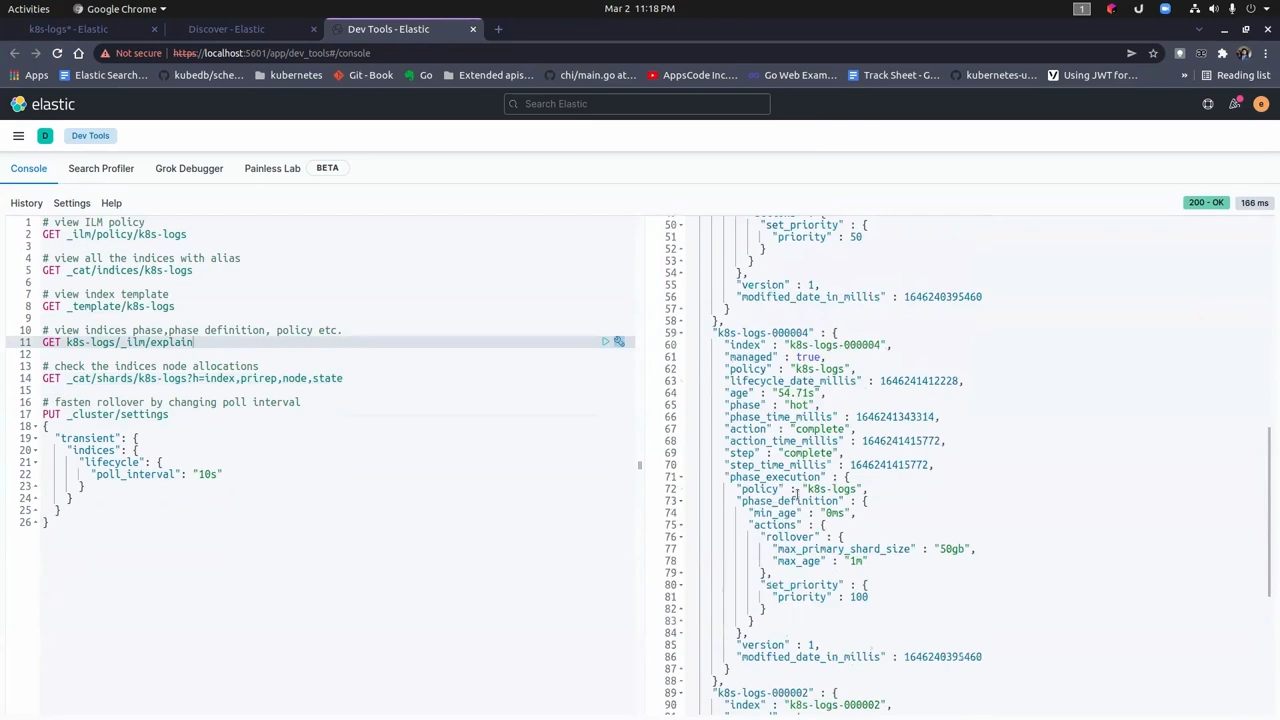 Activities
Google Chrome
Mar 2 11:18 PM
1
k8s-logs* - Elastic
Discover - Elastic
Dev Tools - Elastic
Not secure
https://localhost:5601/app/dev_tools#/console
Apps
Elastic Search...
kubedb/sche...
kubernetes
Git - Book
Go
Extended apis...
chi/main.go at...
AppsCode Inc....
Go Web Exam...
Track Sheet - G...
kubernetes-u...
Using JWT for...
»
Reading list
elastic
Search Elastic
e
D
Dev Tools
Console
Search Profiler
Grok Debugger
Painless Lab
BETA
History
Settings
Help
200 - OK
166 ms
1 # view ILM policy
2 GET _ilm/policy/k8s-logs
3
4 # view all the indices with alias
5 GET _cat/indices/k8s-logs
6
7 # view index template
8 GET _template/k8s-logs
9
10 # view indices phase,phase definition, policy etc.
11 GET k8s-logs/_ilm/explain
12
13 # check the indices node allocations
14 GET _cat/shards/k8s-logs?h=index,prirep,node,state
15
16 # fasten rollover by changing poll interval
17 PUT _cluster/settings
18 {
19 "transient": {
20 "indices": {
21 "lifecycle": {
22 "poll_interval": "10s"
23 }
24 }
25 }
26 }
50 "set_priority" : {
51 "priority" : 50
52 }
53 }
54 },
55 "version" : 1,
56 "modified_date_in_millis" : 1646240395460
57 }
58 },
59 "k8s-logs-000004" : {
60 "index" : "k8s-logs-000004",
61 "managed" : true,
62 "policy" : "k8s-logs",
63 "lifecycle_date_millis" : 1646241412228,
64 "age" : "54.71s",
65 "phase" : "hot",
66 "phase_time_millis" : 1646241343314,
67 "action" : "complete",
68 "action_time_millis" : 1646241415772,
69 "step" : "complete",
70 "step_time_millis" : 1646241415772,
71 "phase_execution" : {
72 "policy" : "k8s-logs",
73 "phase_definition" : {
74 "min_age" : "0ms",
75 "actions" : {
76 "rollover" : {
77 "max_primary_shard_size" : "50gb",
78 "max_age" : "1m"
79 },
80 "set_priority" : {
81 "priority" : 100
82 }
83 }
84 },
85 "version" : 1,
86 "modified_date_in_millis" : 1646240395460
87 }
88 },
89 "k8s-logs-000002" : {
90 "index" : "k8s-logs-000002",